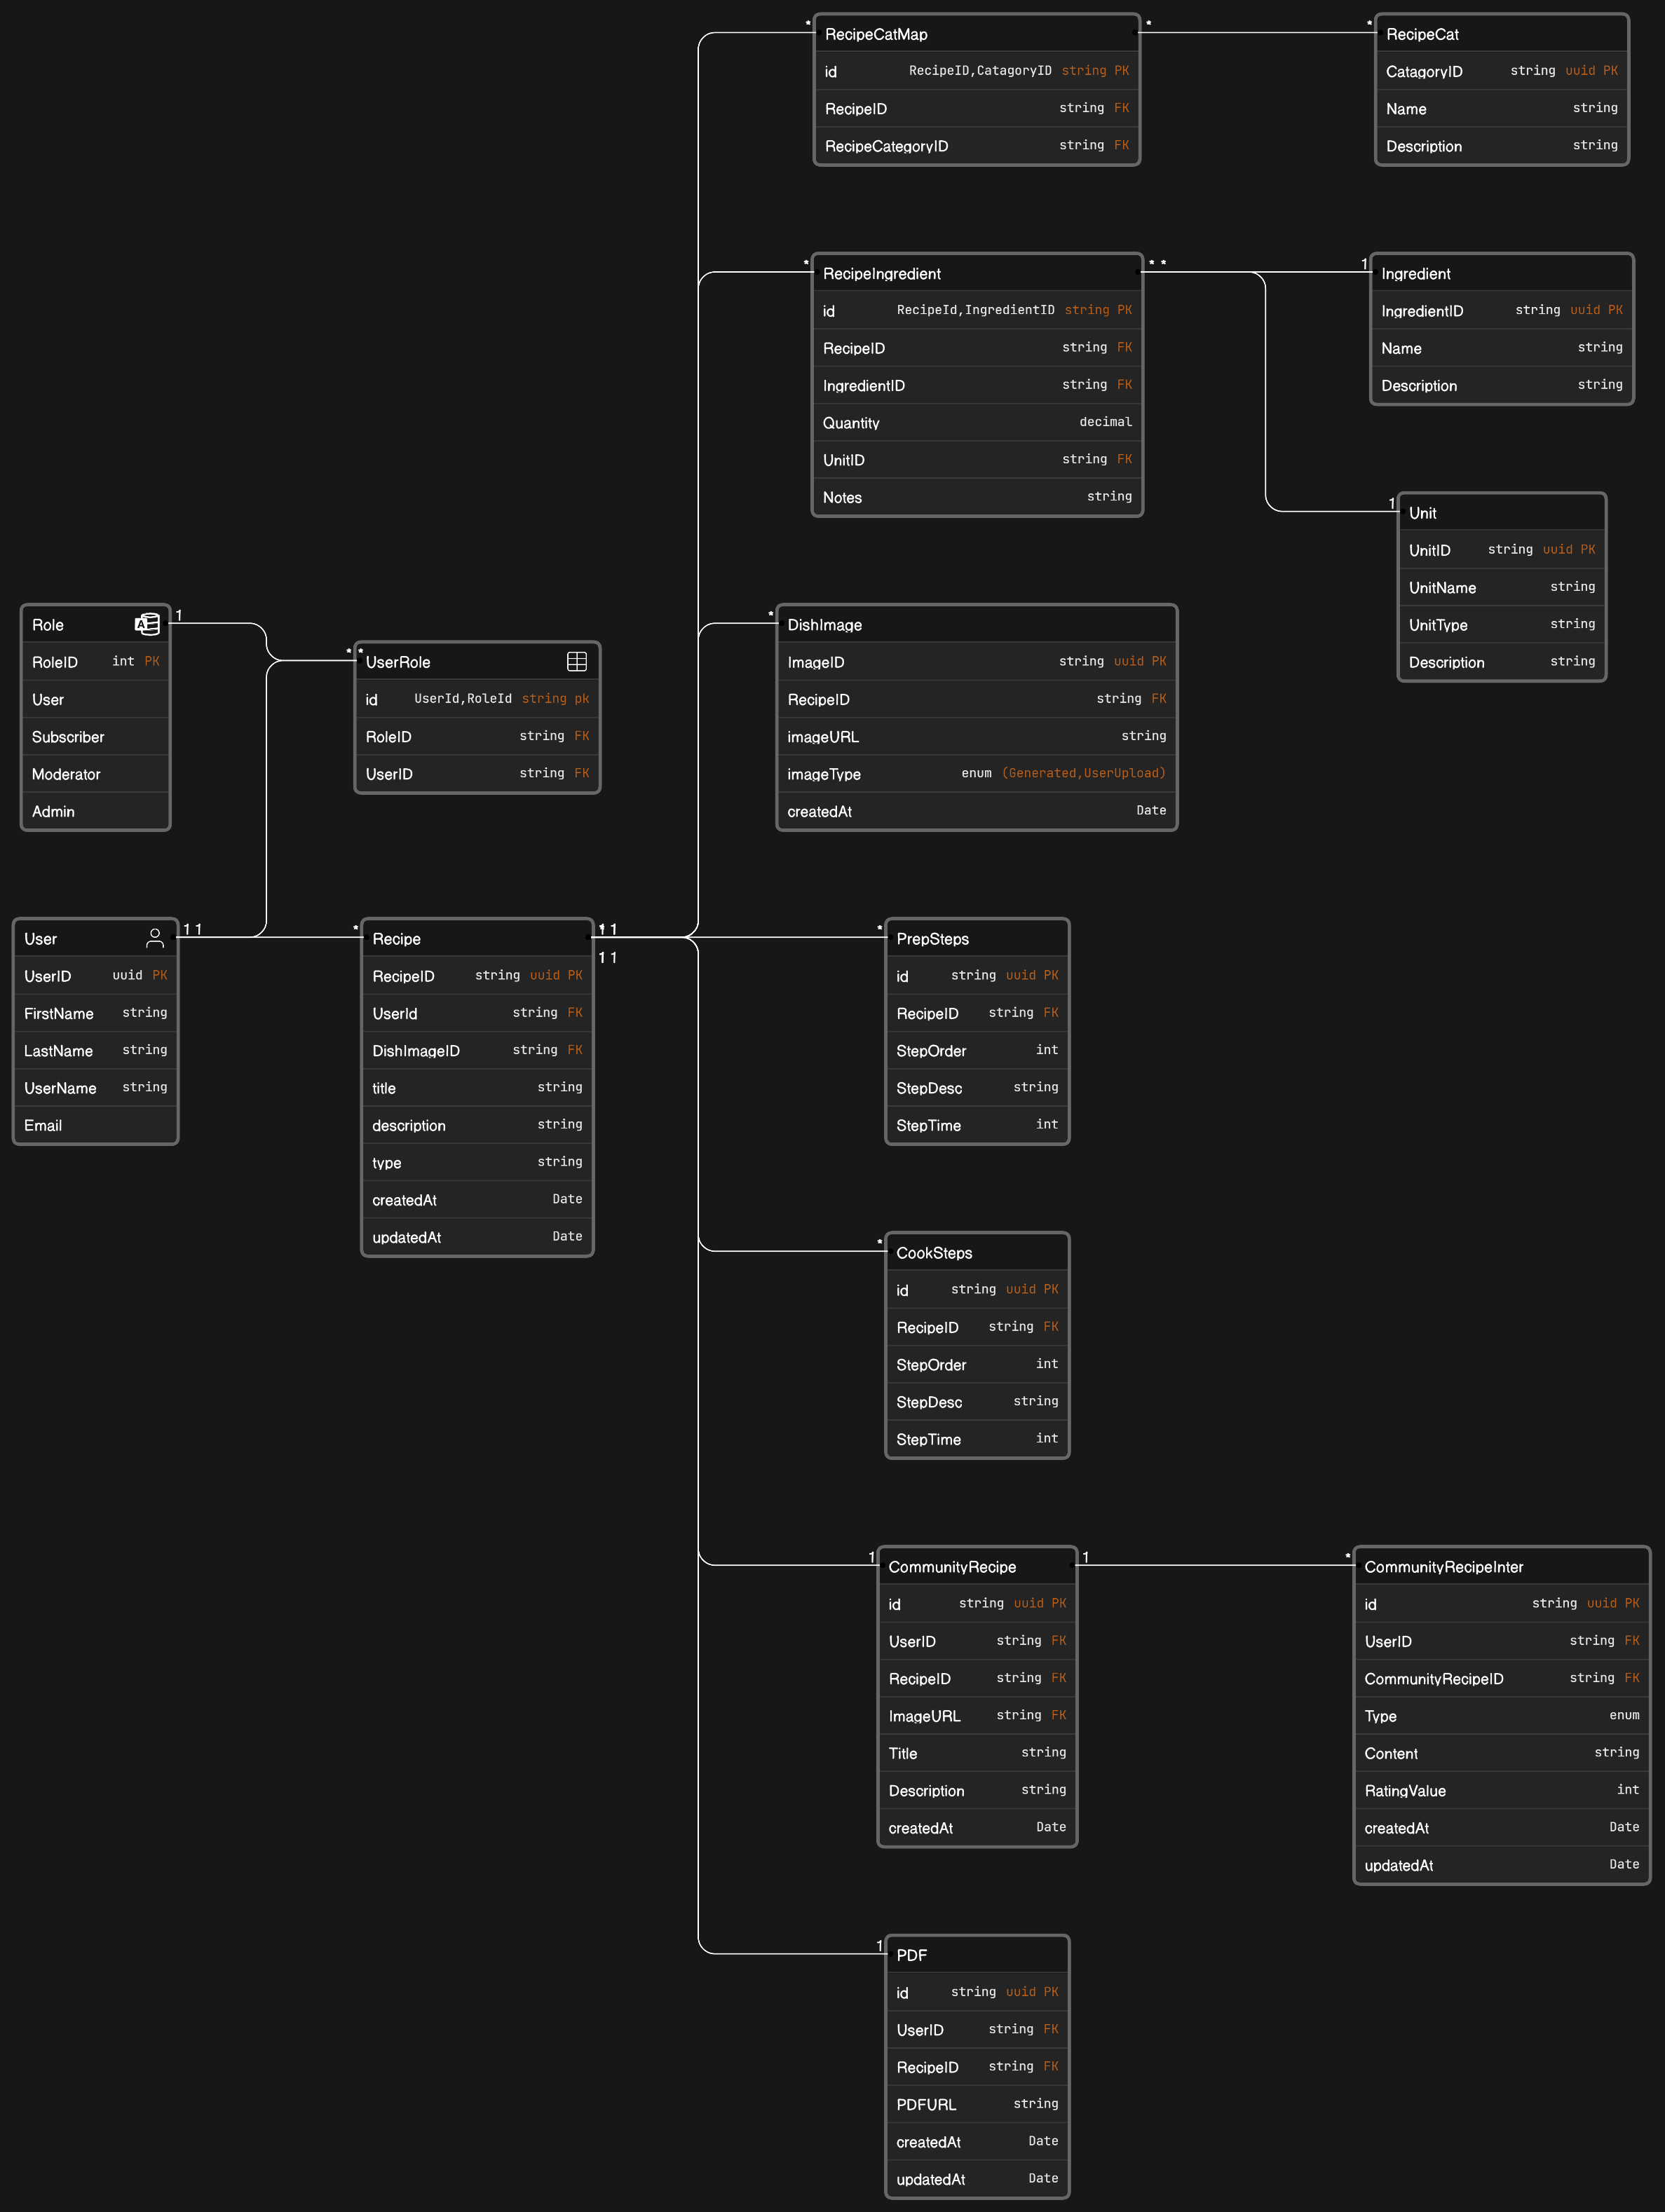 * RecipeCatMap *
id RecipeID,CatagoryID string PK
RecipeID string FK
RecipeCategoryID string FK
* RecipeCat
CatagoryID string uuid PK
Name string
Description string
* RecipeIngredient * *
id RecipeId,IngredientID string PK
RecipeID string FK
IngredientID string FK
Quantity decimal
UnitID string FK
Notes string
1 Ingredient
IngredientID string uuid PK
Name string
Description string
1 Unit
UnitID string uuid PK
UnitName string
UnitType string
Description string
Role 1
RoleID int PK
User
Subscriber
Moderator
Admin
* * UserRole
id UserId,RoleId string pk
RoleID string FK
UserID string FK
* DishImage
ImageID string uuid PK
RecipeID string FK
imageURL string
imageType enum (Generated,UserUpload)
createdAt Date
User 1 1
UserID uuid PK
FirstName string
LastName string
UserName string
Email
* Recipe 1 1
1 1
RecipeID string uuid PK
UserId string FK
DishImageID string FK
title string
description string
type string
createdAt Date
updatedAt Date
* PrepSteps
id string uuid PK
RecipeID string FK
StepOrder int
StepDesc string
StepTime int
* CookSteps
id string uuid PK
RecipeID string FK
StepOrder int
StepDesc string
StepTime int
1 CommunityRecipe 1
id string uuid PK
UserID string FK
RecipeID string FK
ImageURL string FK
Title string
Description string
createdAt Date
* CommunityRecipeInter
id string uuid PK
UserID string FK
CommunityRecipeID string FK
Type enum
Content string
RatingValue int
createdAt Date
updatedAt Date
1 PDF
id string uuid PK
UserID string FK
RecipeID string FK
PDFURL string
createdAt Date
updatedAt Date